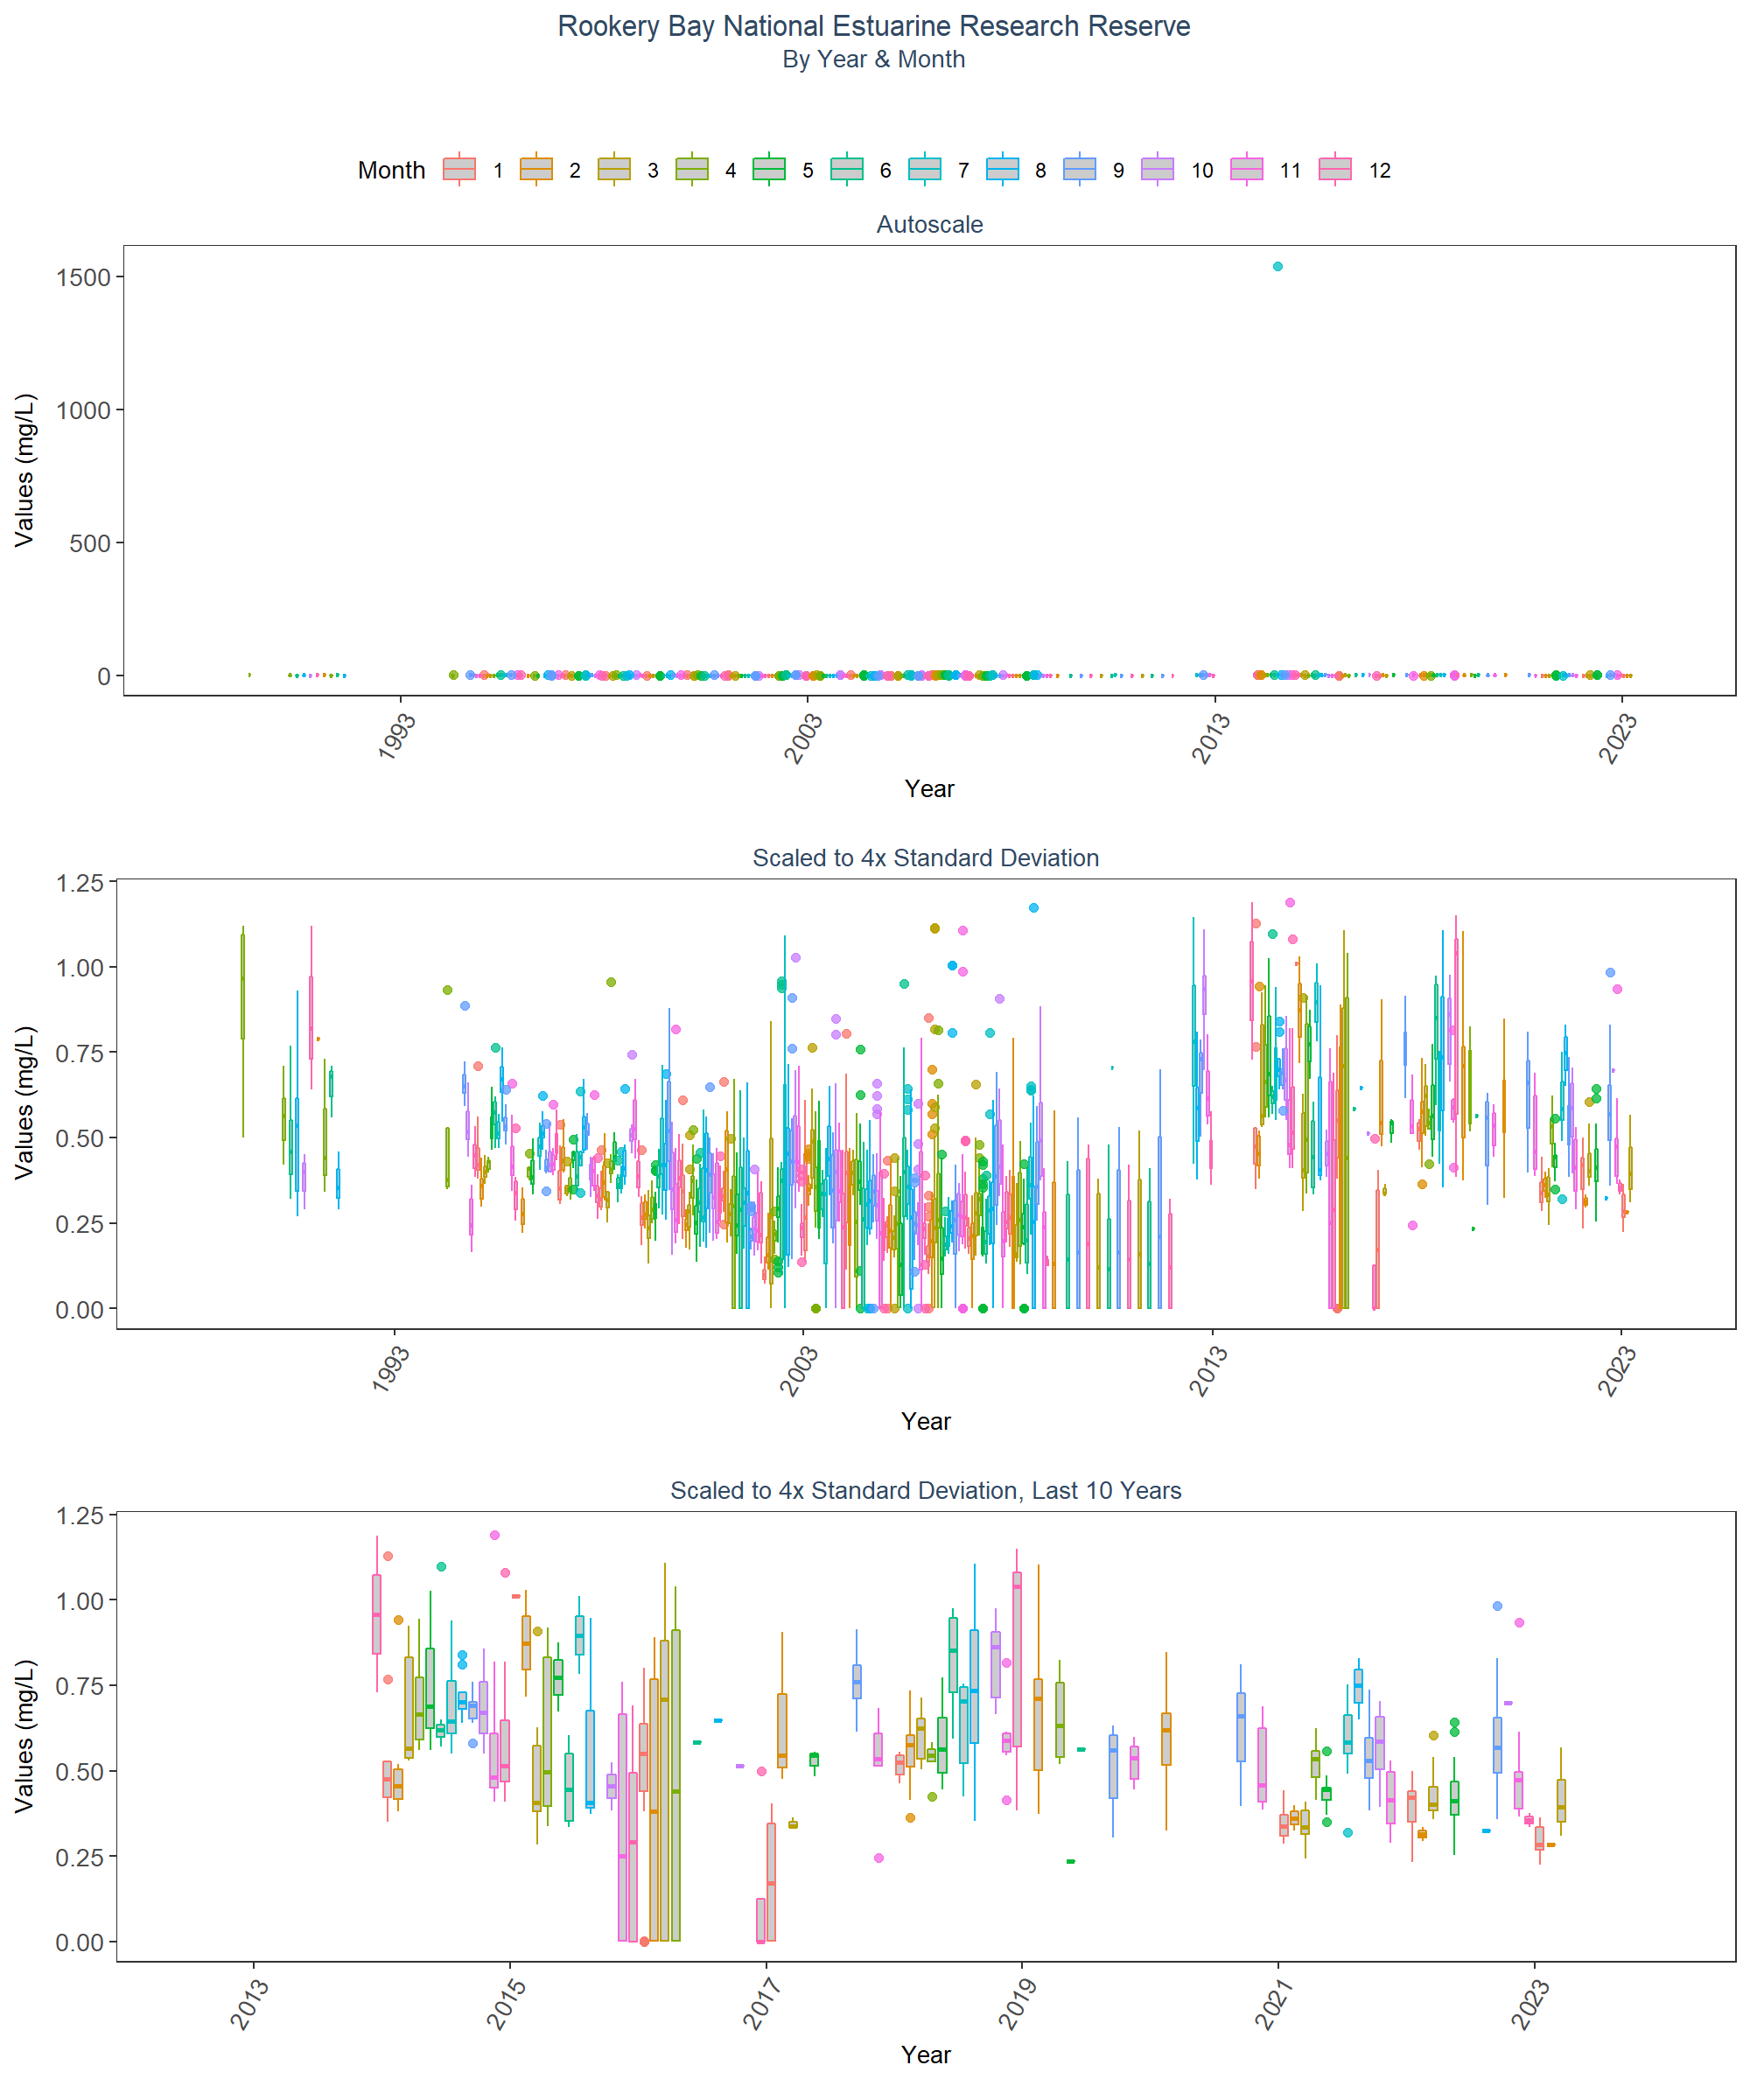 Rookery Bay National Estuarine Research Reserve
By Year & Month
Month 1 2 3 4 5 6 7 8 9 10 11 12
Autoscale
Values (mg/L)
1500
1000
500
0
1993 2003 2013 2023
Year
Scaled to 4x Standard Deviation
Values (mg/L)
1.25
1.00
0.75
0.50
0.25
0.00
1993 2003 2013 2023
Year
Scaled to 4x Standard Deviation, Last 10 Years
Values (mg/L)
1.25
1.00
0.75
0.50
0.25
0.00
2013 2015 2017 2019 2021 2023
Year